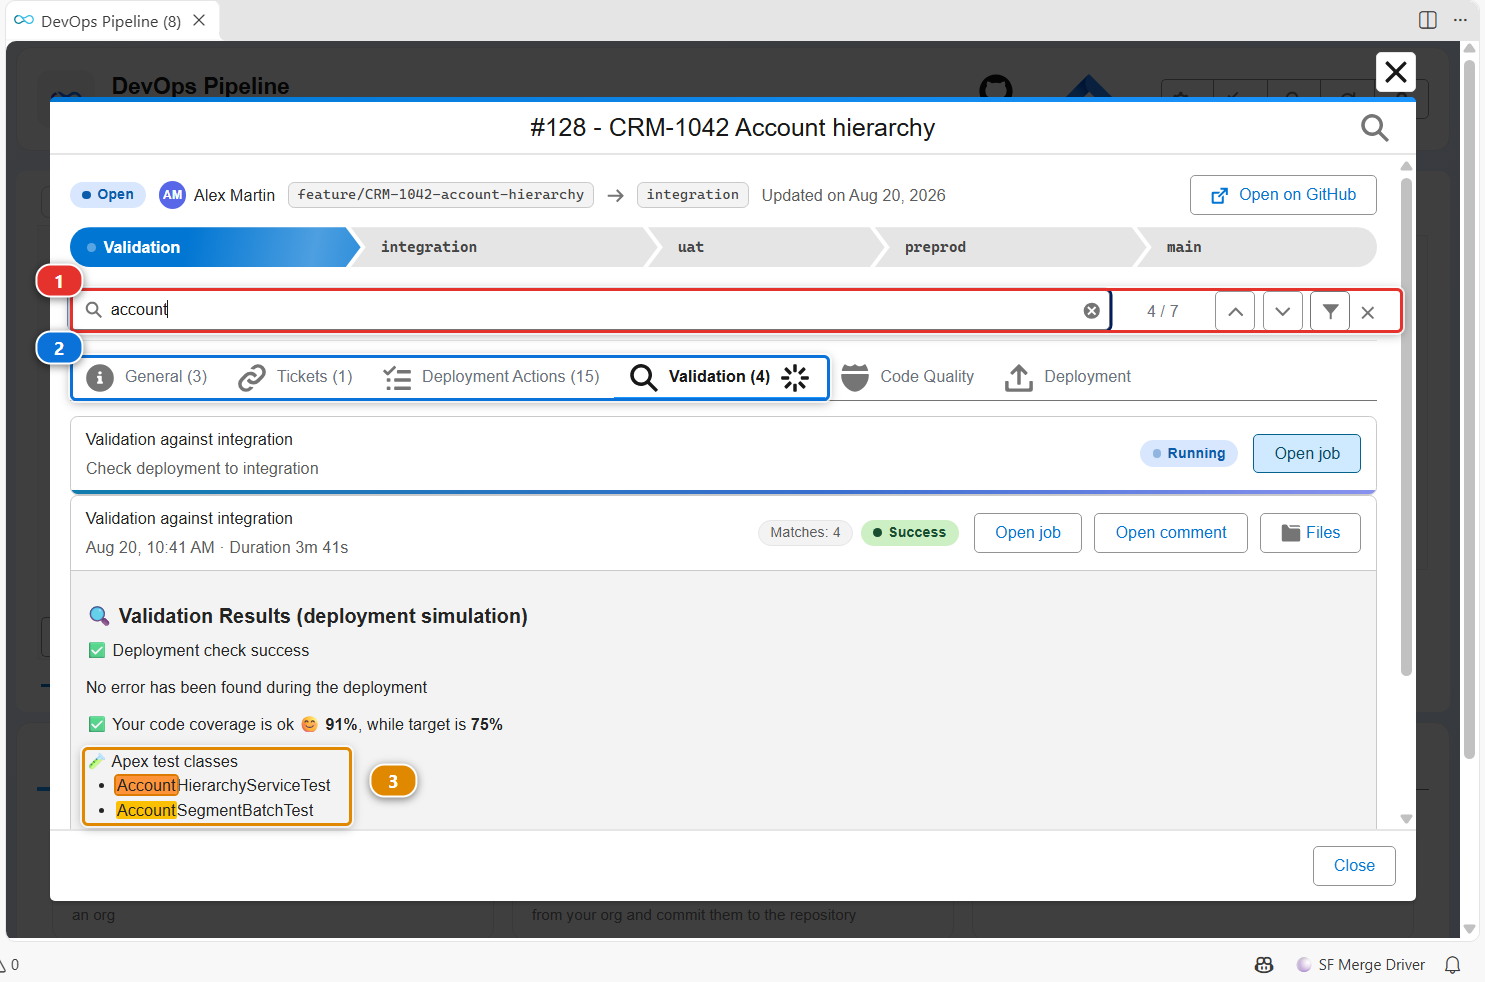 DevOps Pipeline (8)
DevOps Pipeline
#128 - CRM-1042 Account hierarchy
Open
AM
Alex Martin
feature/CRM-1042-account-hierarchy
integration
Updated on Aug 20, 2026
Open on GitHub
Validation
integration
uat
preprod
main
1
account
4 / 7
2
General (3)
Tickets (1)
Deployment Actions (15)
Validation (4)
Code Quality
Deployment
Validation against integration
Check deployment to integration
Running
Open job
Validation against integration
Aug 20, 10:41 AM · Duration 3m 41s
Matches: 4
Success
Open job
Open comment
Files
Validation Results (deployment simulation)
Deployment check success
No error has been found during the deployment
Your code coverage is ok 😊 91%, while target is 75%
Apex test classes
• AccountHierarchyServiceTest
• AccountSegmentBatchTest
3
Close
an org
from your org and commit them to the repository
0
SF Merge Driver